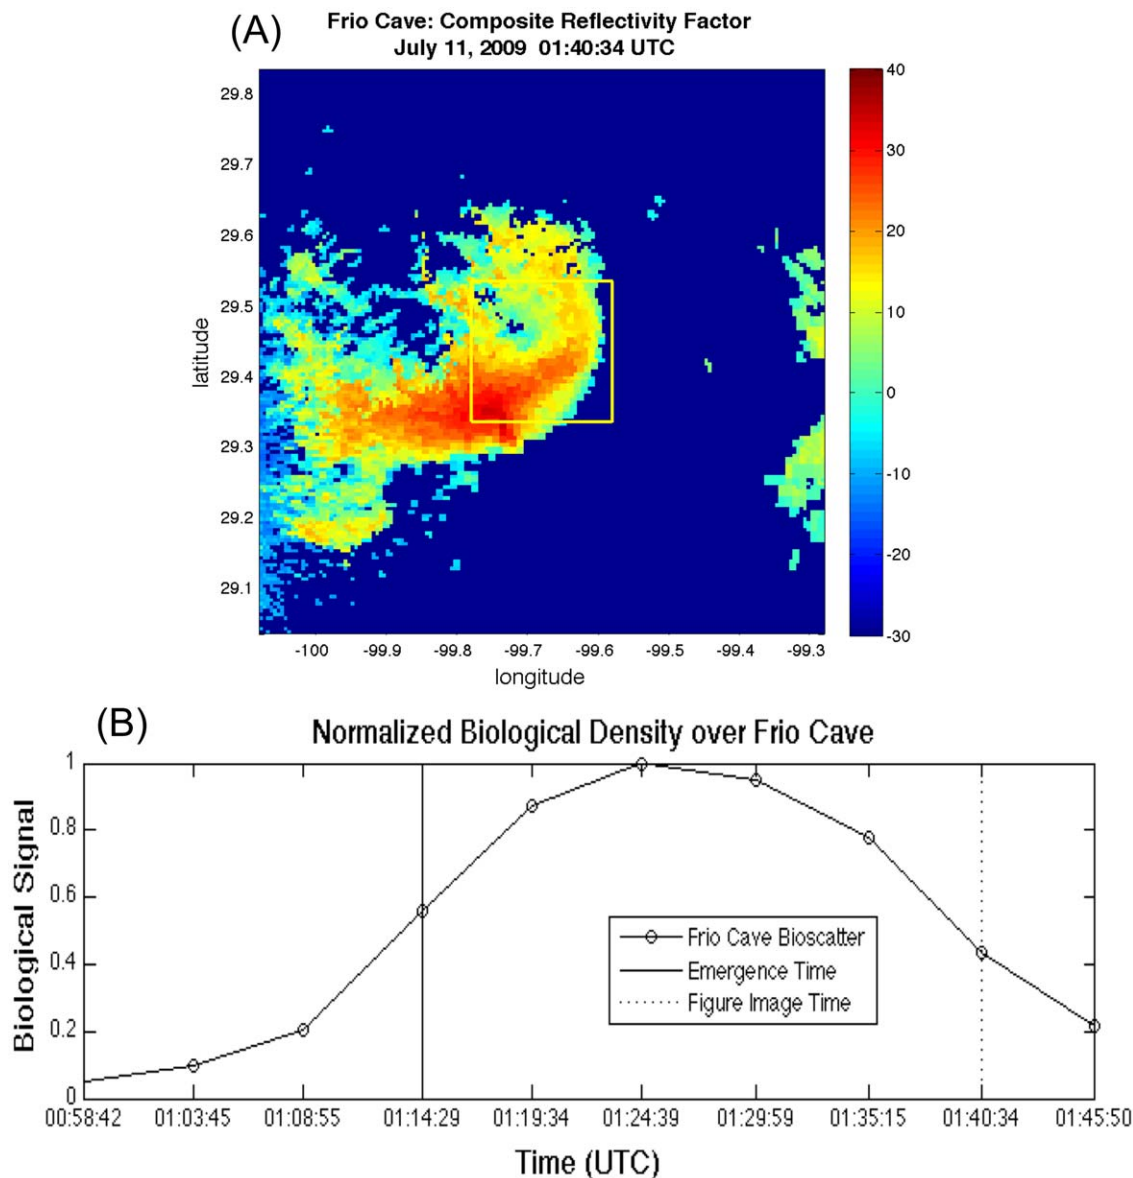 (A)
Frio Cave: Composite Reflectivity Factor
July 11, 2009 01:40:34 UTC
29.8
29.7
29.6
29.5
29.4
29.3
29.2
29.1
latitude
-100 -99.9 -99.8 -99.7 -99.6 -99.5 -99.4 -99.3
longitude
40
30
20
10
0
-10
-20
-30
(B)
Normalized Biological Density over Frio Cave
1
0.8
0.6
0.4
0.2
0
Biological Signal
Frio Cave Bioscatter
Emergence Time
Figure Image Time
00:58:42 01:03:45 01:08:55 01:14:29 01:19:34 01:24:39 01:29:59 01:35:15 01:40:34 01:45:50
Time (UTC)